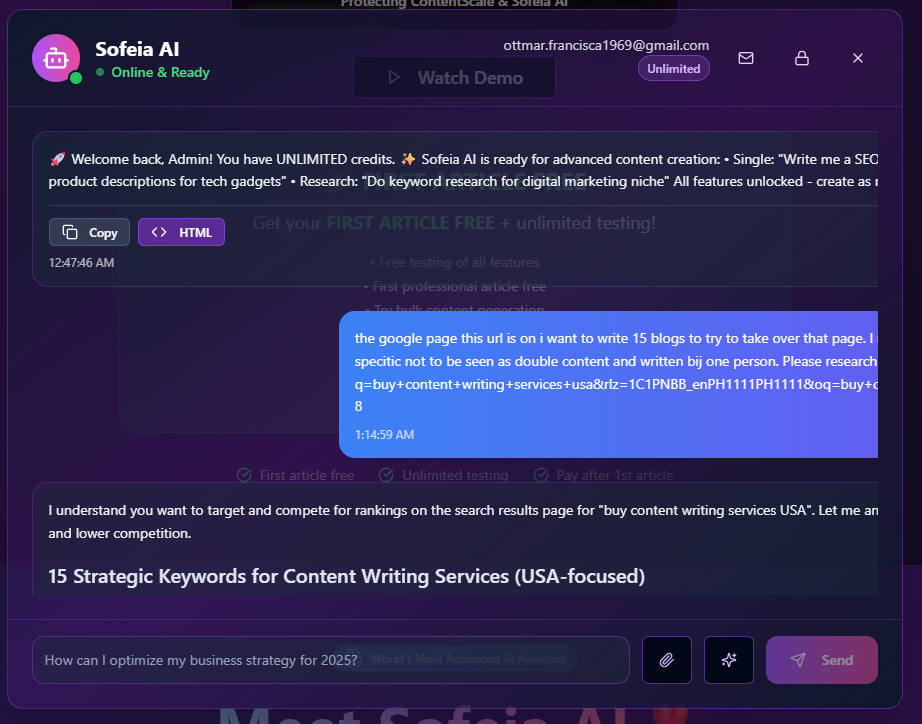 Protecting ContentScale & Sofeia AI
Sofeia AI
Online & Ready
ottmar.francisca1969@gmail.com
Unlimited
Watch Demo
🚀 Welcome back, Admin! You have UNLIMITED credits. ✨ Sofeia AI is ready for advanced content creation: • Single: "Write me a SEO
product descriptions for tech gadgets" • Research: "Do keyword research for digital marketing niche" All features unlocked - create as
FIRST ARTICLE FREE
Get your FIRST ARTICLE FREE + unlimited testing!
Copy
HTML
12:47:46 AM
• Free testing of all features
• First professional article free
• Try bulk content generation
the google page this url is on i want to write 15 blogs to try to take over that page. I
specitic not to be seen as double content and written bij one person. Please research
q=buy+content+writing+services+usa&rlz=1C1PNBB_enPH1111PH1111&oq=buy+c
8
1:14:59 AM
First article free
Unlimited testing
Pay after 1st article
I understand you want to target and compete for rankings on the search results page for "buy content writing services USA". Let me an
and lower competition.
15 Strategic Keywords for Content Writing Services (USA-focused)
How can I optimize my business strategy for 2025?
World's Most Advanced AI Assistant
Send
Meet Sofeia AI